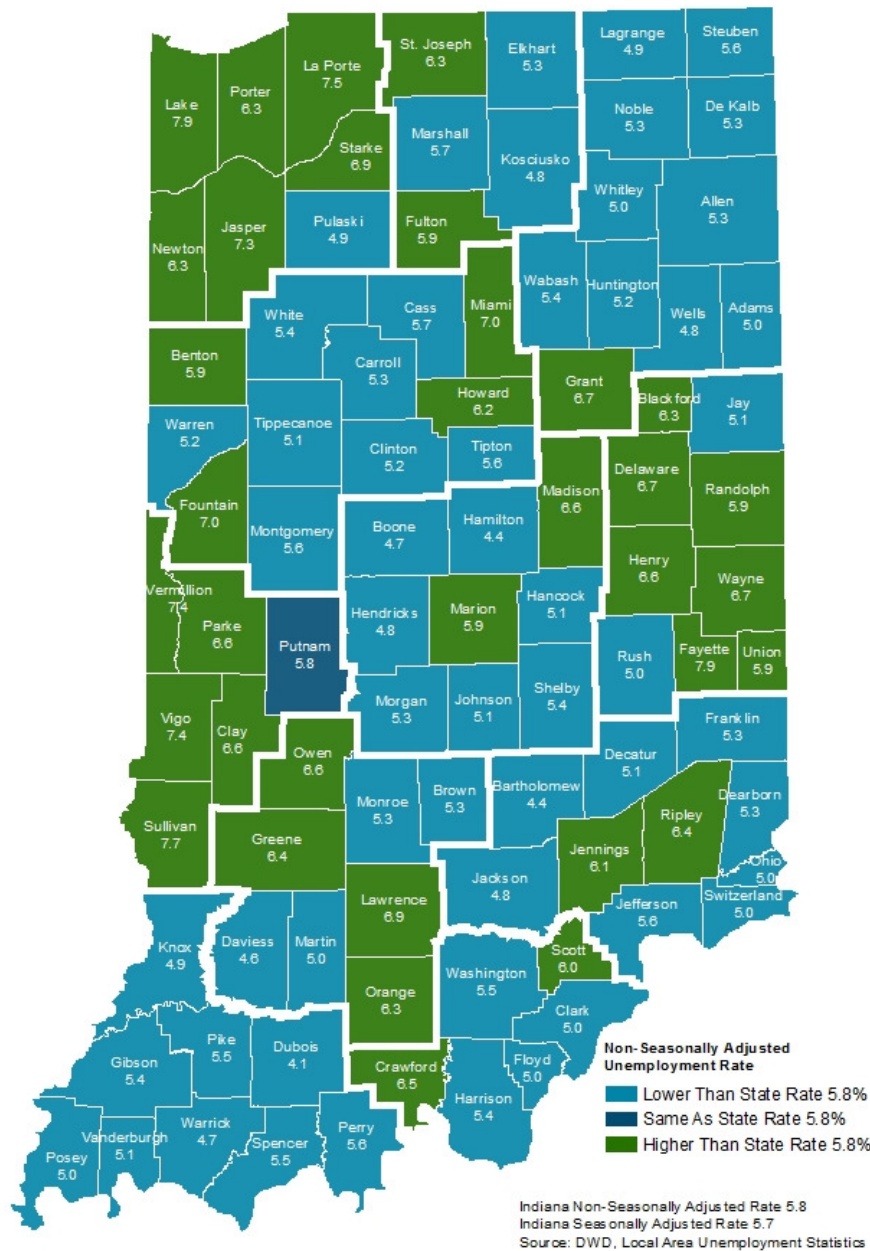 St. Joseph
6.3
Elkhart
5.3
Lagrange
4.9
Steuben
5.6
La Porte
7.5
Lake
7.9
Porter
6.3
Noble
5.3
De Kalb
5.3
Marshall
5.7
Starke
6.9
Kosciusko
4.8
Whitley
5.0
Allen
5.3
Newton
6.3
Jasper
7.3
Pulaski
4.9
Fulton
5.9
Wabash
5.4
Huntington
5.2
Wells
4.8
Adams
5.0
White
5.4
Cass
5.7
Miami
7.0
Benton
5.9
Carroll
5.3
Howard
6.2
Grant
6.7
Blackford
6.3
Jay
5.1
Warren
5.2
Tippecanoe
5.1
Clinton
5.2
Tipton
5.6
Madison
6.6
Delaware
6.7
Randolph
5.9
Fountain
7.0
Montgomery
5.6
Boone
4.7
Hamilton
4.4
Henry
6.6
Wayne
6.7
Vermillion
7.4
Parke
6.6
Putnam
5.8
Hendricks
4.8
Marion
5.9
Hancock
5.1
Rush
5.0
Fayette
7.9
Union
5.9
Vigo
7.4
Clay
6.6
Morgan
5.3
Johnson
5.1
Shelby
5.4
Franklin
5.3
Owen
6.6
Decatur
5.1
Sullivan
7.7
Greene
6.4
Monroe
5.3
Brown
5.3
Bartholomew
4.4
Jennings
6.1
Ripley
6.4
Dearborn
5.3
Ohio
5.0
Lawrence
6.9
Jackson
4.8
Jefferson
5.6
Switzerland
5.0
Knox
4.9
Daviess
4.6
Martin
5.0
Orange
6.3
Washington
5.5
Scott
6.0
Clark
5.0
Gibson
5.4
Pike
5.5
Dubois
4.1
Crawford
6.5
Harrison
5.4
Floyd
5.0
Posey
5.0
Vanderburgh
5.1
Warrick
4.7
Spencer
5.5
Perry
5.6
Non-Seasonally Adjusted
Unemployment Rate
Lower Than State Rate 5.8%
Same As State Rate 5.8%
Higher Than State Rate 5.8%
Indiana Non-Seasonally Adjusted Rate 5.8
Indiana Seasonally Adjusted Rate 5.7
Source: DWD, Local Area Unemployment Statistics